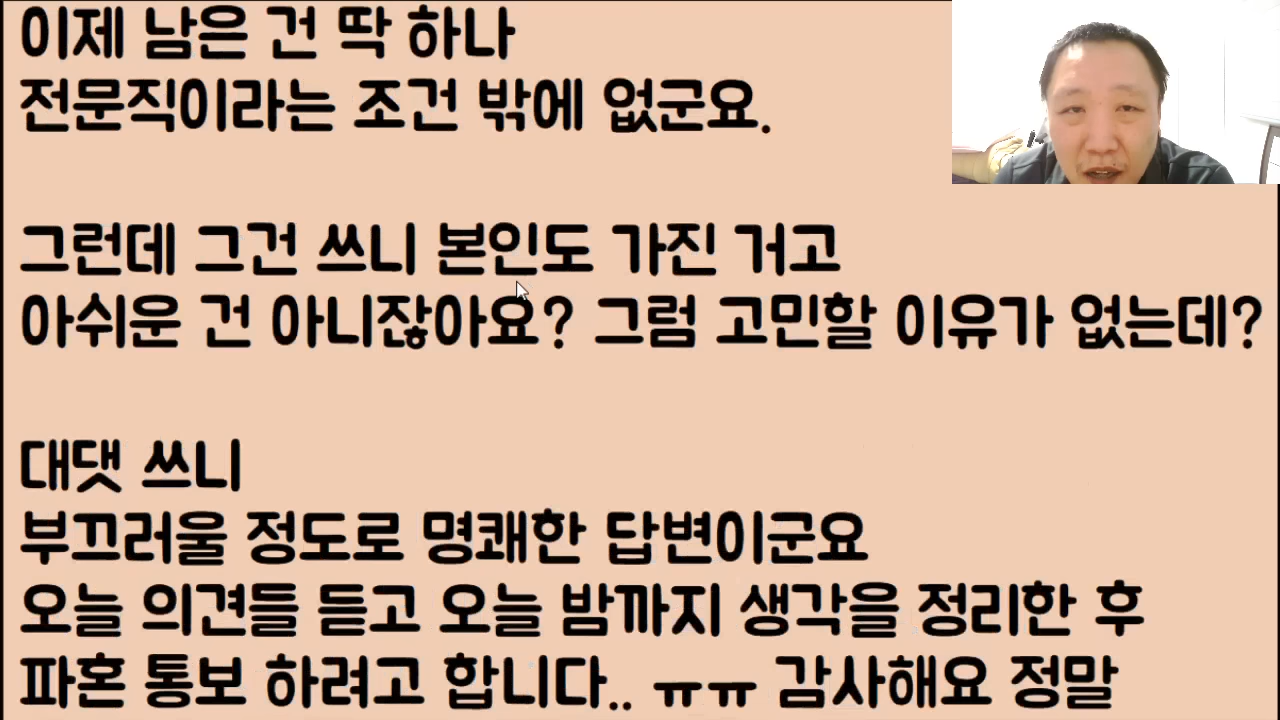 이제 남은 건 딱 하나
전문직이라는 조건 밖에 없군요.
그런데 그건 쓰니 본인도 가진 거고
아쉬운 건 아니잖아요? 그럼 고민할 이유가 없는데?
대댓 쓰니
부끄러울 정도로 명쾌한 답변이군요
오늘 의견들 듣고 오늘 밤까지 생각을 정리한 후
파혼 통보 하려고 합니다.. ㅠㅠ 감사해요 정말